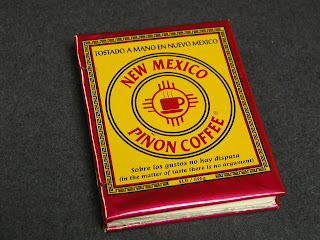 TOSTADO A MANO EN NUEVO MEXICO
NEW MEXICO
PIÑON COFFEE
®
Sobre los gustos no hay disputa
(in the matter of taste there is no argument)